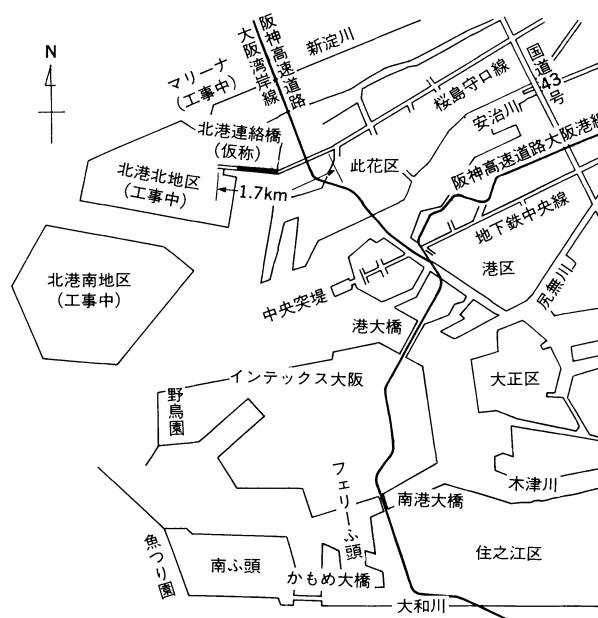 N
阪神高速道路
大阪湾岸線
新淀川
マリーナ
(工事中)
国道43号
桜島守口線
安治川
北港連絡橋
(仮称)
此花区
阪神高速道路大阪港線
北港北地区
(工事中)
1.7km
地下鉄中央線
港区
北港南地区
(工事中)
尻無川
中央突堤
港大橋
インテックス大阪
大正区
野鳥園
フェリーふ頭
木津川
南港大橋
魚つり園
南ふ頭
かもめ大橋
住之江区
大和川